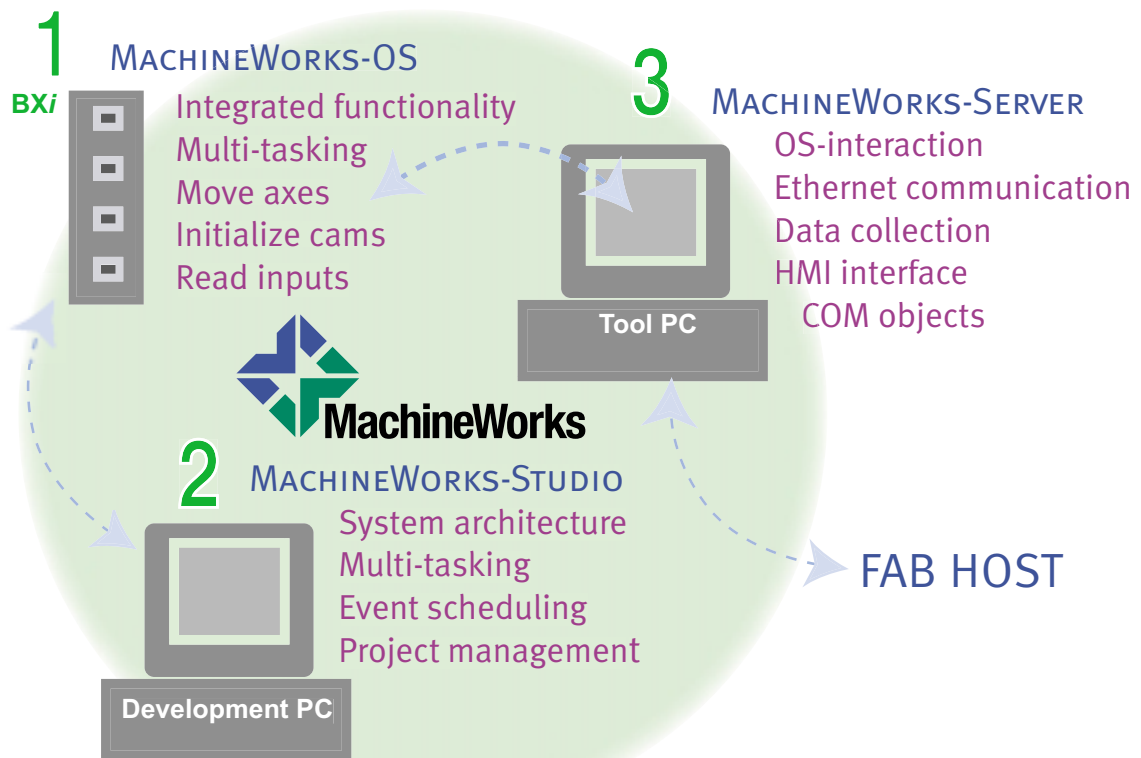 1
MACHINEWORKS-OS
BXi
Integrated functionality
Multi-tasking
Move axes
Initialize cams
Read inputs
3
MACHINEWORKS-SERVER
OS-interaction
Ethernet communication
Data collection
HMI interface
COM objects
Tool PC
MachineWorks
2
MACHINEWORKS-STUDIO
System architecture
Multi-tasking
Event scheduling
Project management
Development PC
FAB HOST